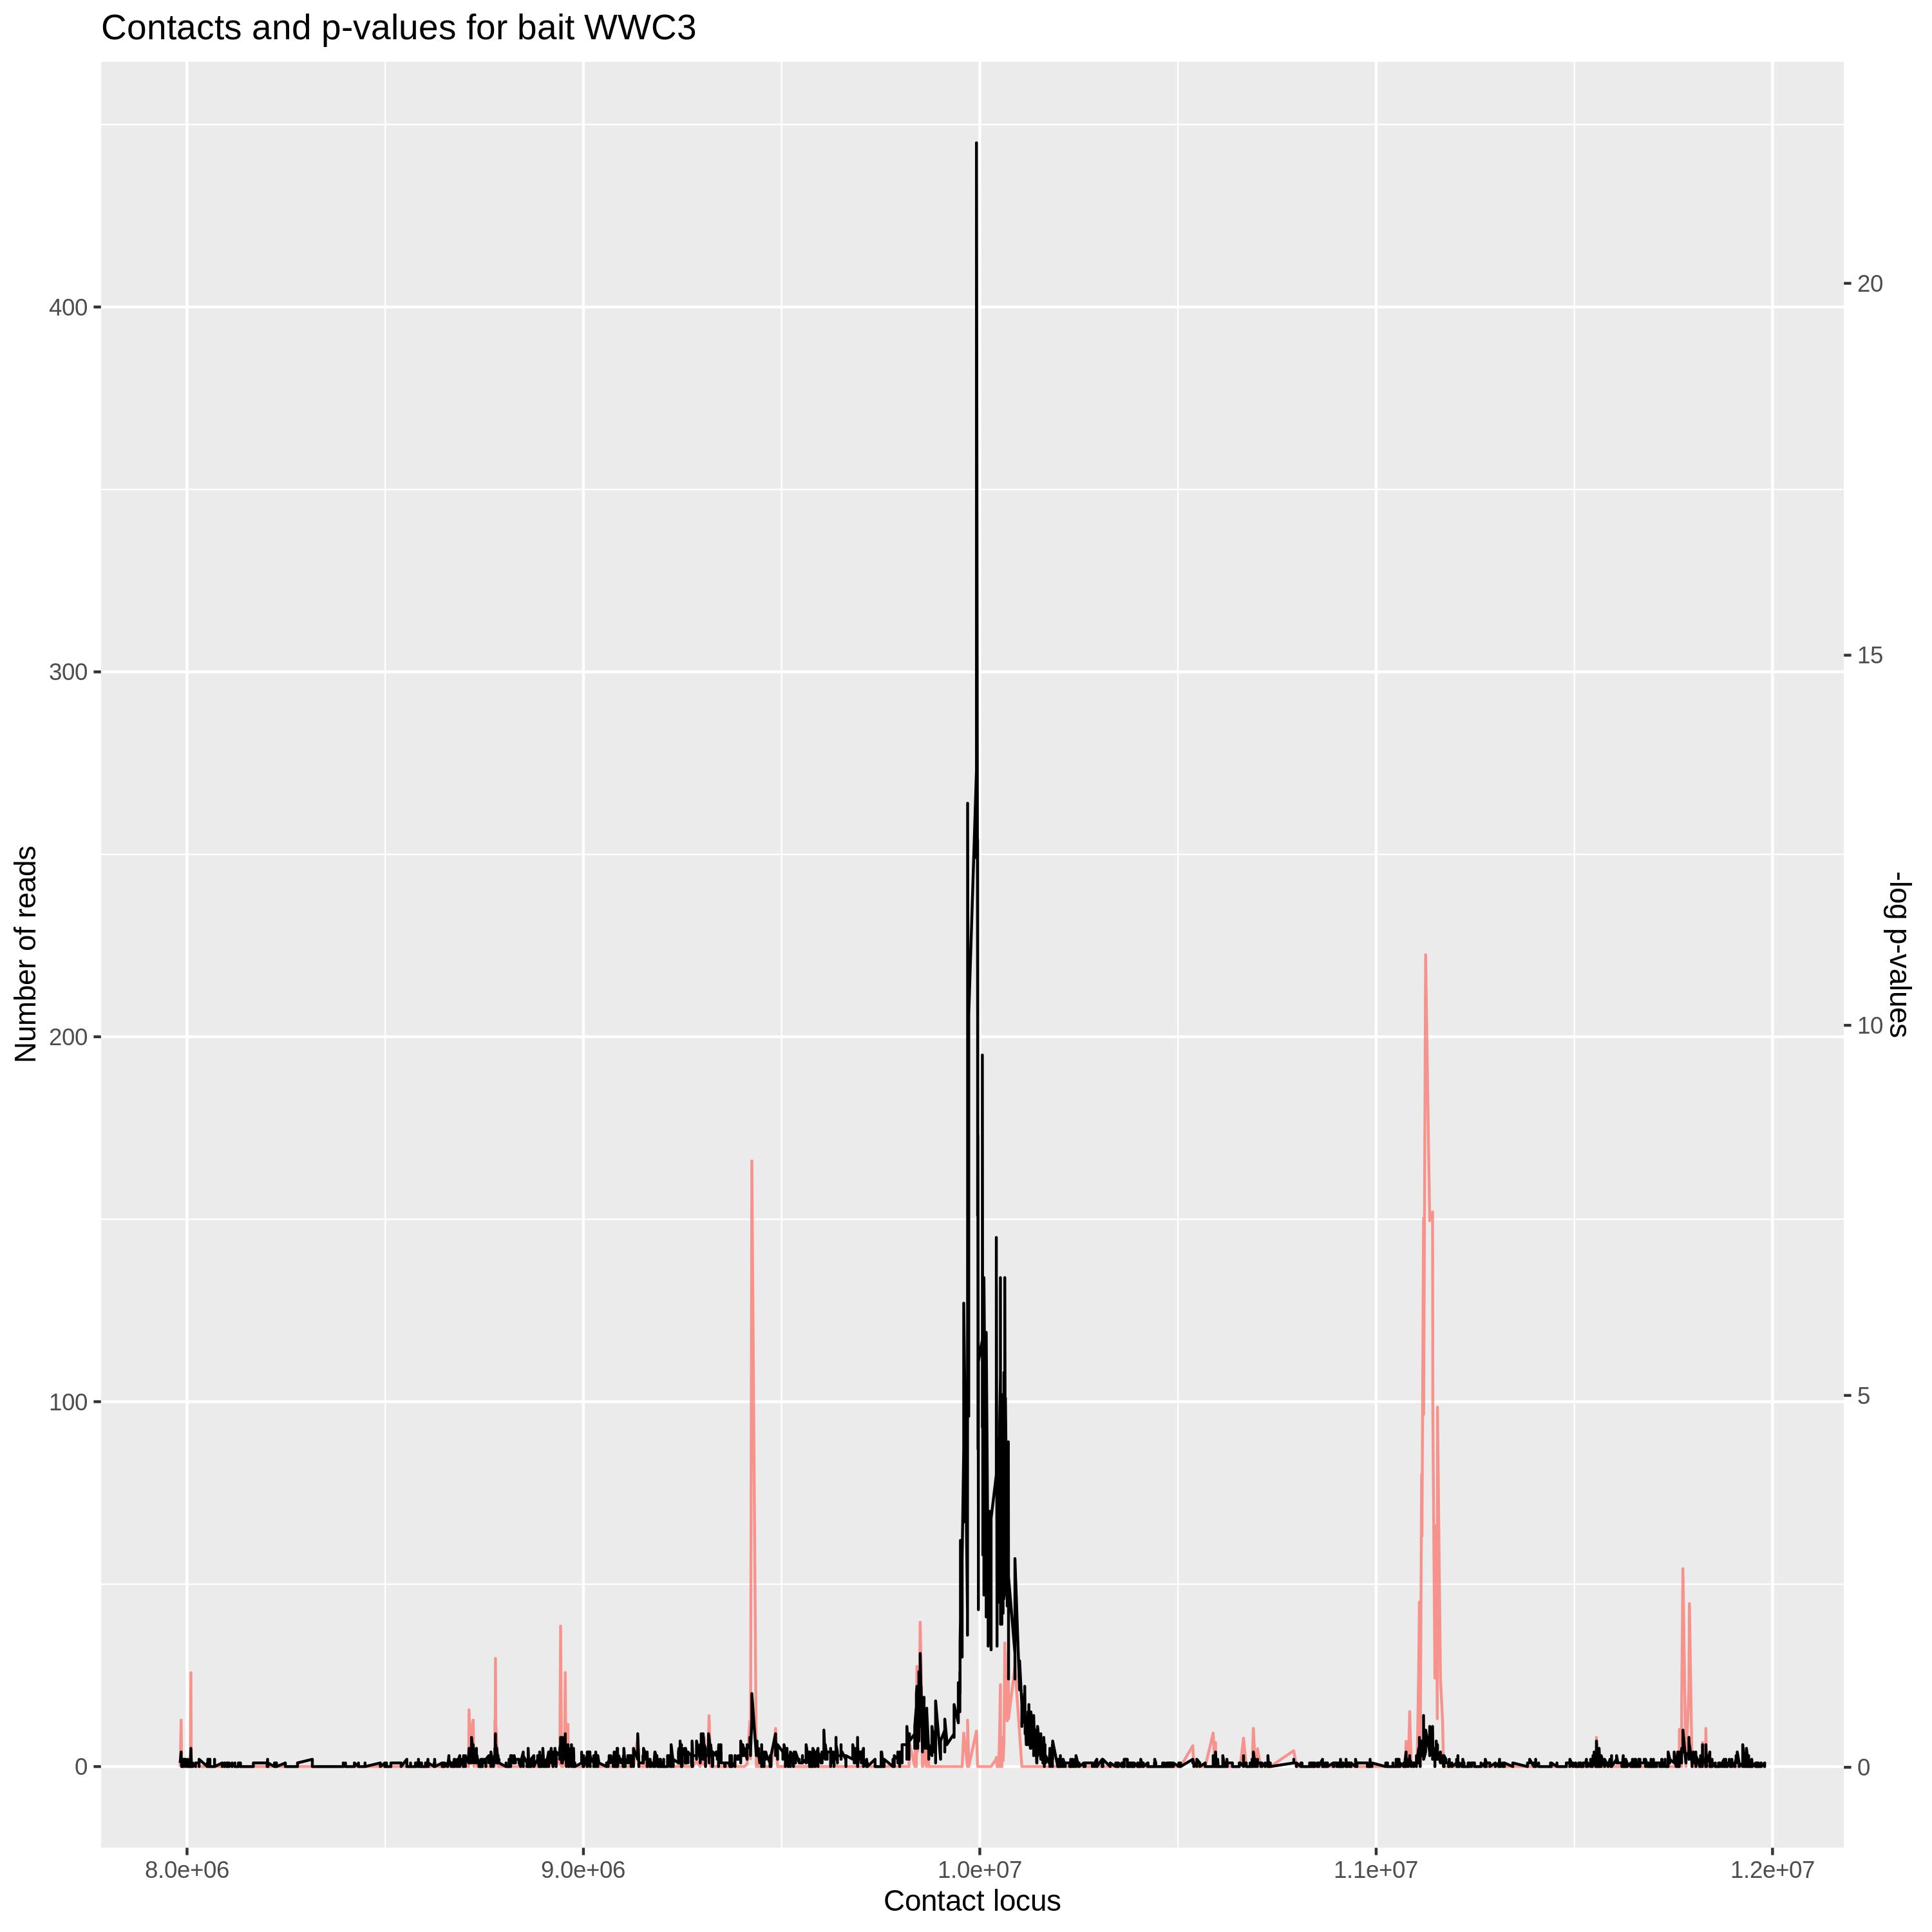 Contacts and p-values for bait WWC3
Number of reads
400
300
200
100
0
20
15
10
5
0
-log p-values
8.0e+06
9.0e+06
1.0e+07
1.1e+07
1.2e+07
Contact locus